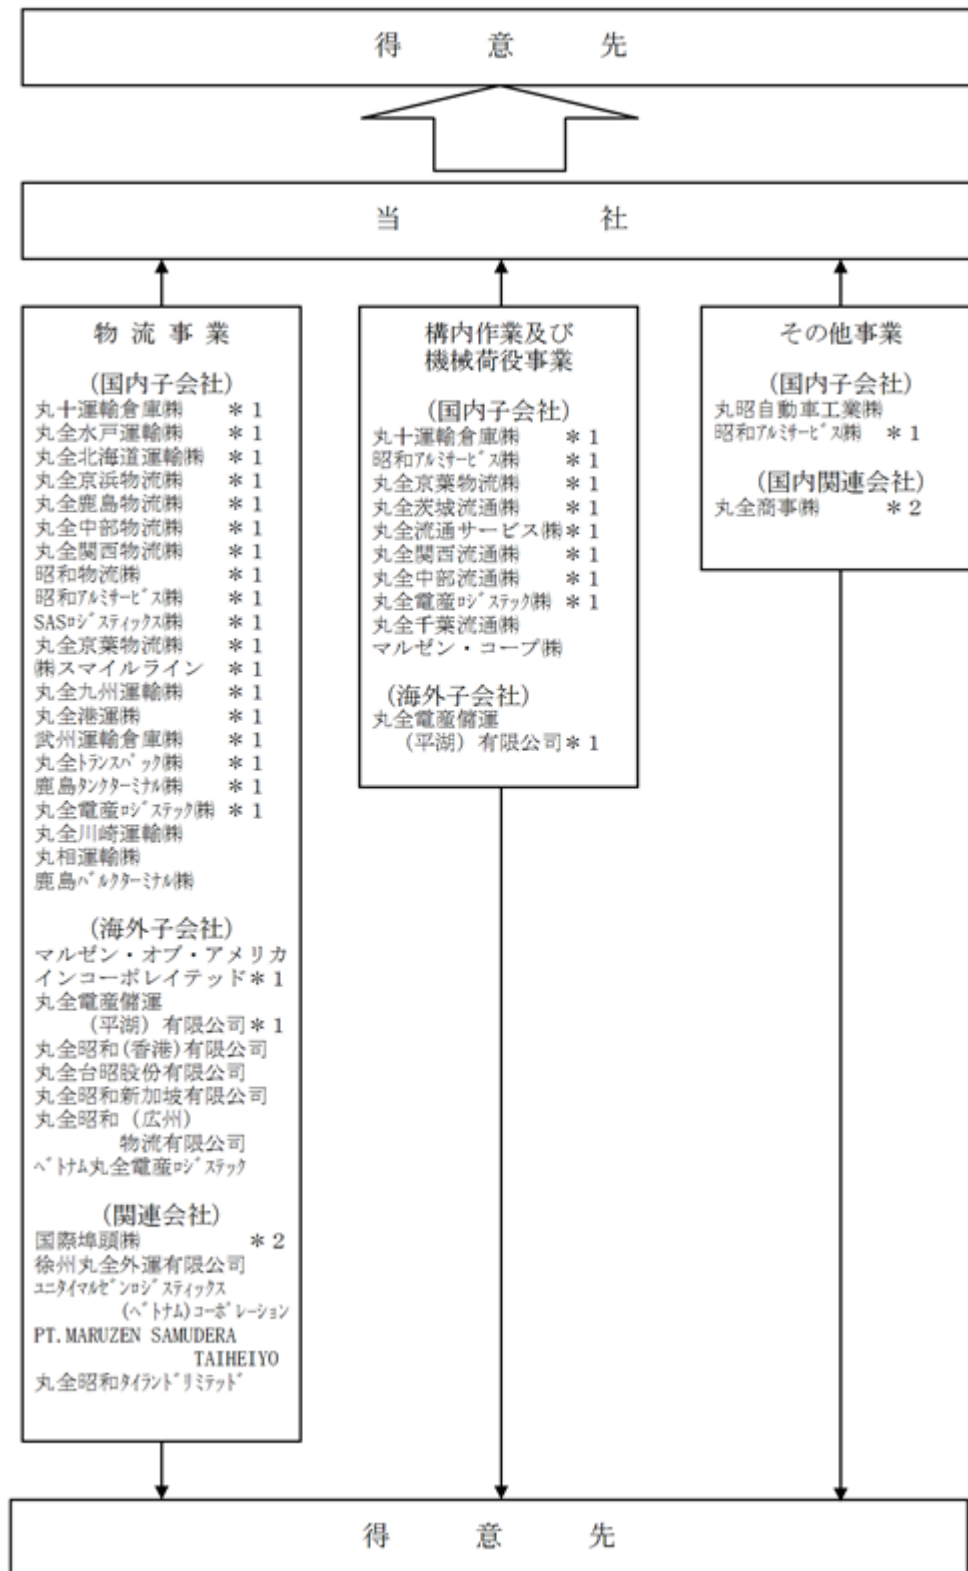 得意先
当社
物流事業
(国内子会社)
丸十運輸倉庫㈱ ＊1
丸全水戸運輸㈱ ＊1
丸全北海道運輸㈱ ＊1
丸全京浜物流㈱ ＊1
丸全鹿島物流㈱ ＊1
丸全中部物流㈱ ＊1
丸全関西物流㈱ ＊1
昭和物流㈱ ＊1
昭和ｱﾙﾐｻｰﾋﾞｽ㈱ ＊1
SASﾛｼﾞｽﾃｨｯｸｽ㈱ ＊1
丸全京葉物流㈱ ＊1
㈱スマイルライン ＊1
丸全九州運輸㈱ ＊1
丸全港運㈱ ＊1
武州運輸倉庫㈱ ＊1
丸全ﾄﾗﾝｽﾊﾟｯｸ㈱ ＊1
鹿島ﾀﾝｸﾀｰﾐﾅﾙ㈱ ＊1
丸全電産ﾛｼﾞｽﾃｯｸ㈱ ＊1
丸全川崎運輸㈱
丸相運輸㈱
鹿島ﾊﾞﾙｸﾀｰﾐﾅﾙ㈱
(海外子会社)
マルゼン・オブ・アメリカ
インコーポレイテッド＊1
丸全電産儲運
(平湖) 有限公司＊1
丸全昭和(香港)有限公司
丸全台昭股份有限公司
丸全昭和新加坡有限公司
丸全昭和 (広州)
物流有限公司
ﾍﾞﾄﾅﾑ丸全電産ﾛｼﾞｽﾃｯｸ
(関連会社)
国際埠頭㈱ ＊2
徐州丸全外運有限公司
ﾕﾆﾀｲﾏﾙｾﾞﾝﾛｼﾞｽﾃｨｯｸｽ
(ﾍﾞﾄﾅﾑ)ｺｰﾎﾟﾚｰｼｮﾝ
PT.MARUZEN SAMUDERA
TAIHEIYO
丸全昭和ﾀｲﾗﾝﾄﾞﾘﾐﾃｯﾄﾞ
構内作業及び
機械荷役事業
(国内子会社)
丸十運輸倉庫㈱ ＊1
昭和ｱﾙﾐｻｰﾋﾞｽ㈱ ＊1
丸全京葉物流㈱ ＊1
丸全茨城流通㈱ ＊1
丸全流通サービス㈱＊1
丸全関西流通㈱ ＊1
丸全中部流通㈱ ＊1
丸全電産ﾛｼﾞｽﾃｯｸ㈱ ＊1
丸全千葉流通㈱
マルゼン・コープ㈱
(海外子会社)
丸全電産儲運
(平湖) 有限公司＊1
その他事業
(国内子会社)
丸昭自動車工業㈱
昭和ｱﾙﾐｻｰﾋﾞｽ㈱ ＊1
(国内関連会社)
丸全商事㈱ ＊2
得意先